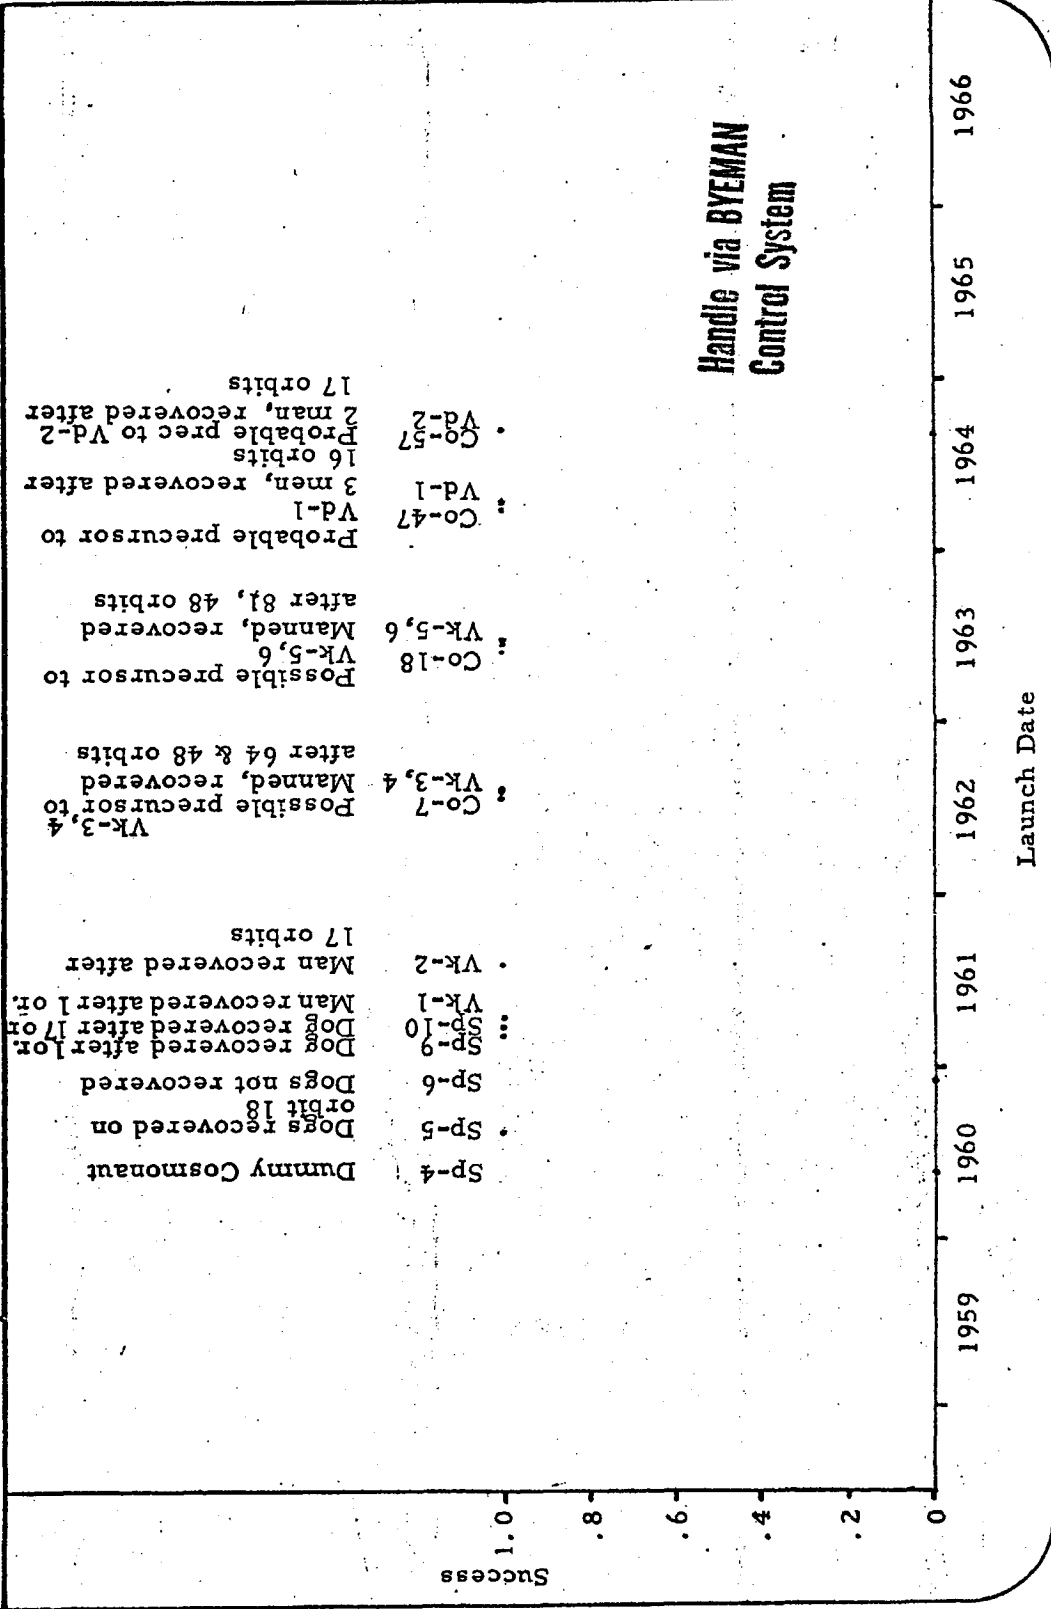 Success
1.0
.8
.6
.4
.2
0
Sp-4 Dummy Cosmonaut
Sp-5 Dogs recovered on
orbit 18
Sp-6 Dogs not recovered
Sp-9 Dog recovered after 1 or.
Sp-10 Dog recovered after 17 or
Vk-1 Man recovered after 1 or.
Vk-2 Man recovered after
17 orbits
Co-7 Possible precursor to
Vk-3,4
Vk-3,4 Manned, recovered
after 64 & 48 orbits
Co-18 Possible precursor to
Vk-5,6
Vk-5,6 Manned, recovered
after 81, 48 orbits
Co-47 Probable precursor to
Vd-1
Vd-1 3 men, recovered after
16 orbits
Co-57 Probable prec to Vd-2
Vd-2 2 man, recovered after
17 orbits
Handle via BYEMAN
Control System
1959
1960
1961
1962
1963
1964
1965
1966
Launch Date